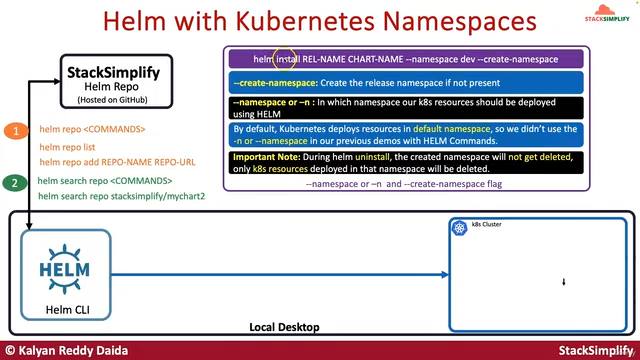 Helm with Kubernetes Namespaces
STACKSIMPLIFY
StackSimplify
Helm Repo
(Hosted on GitHub)
1
helm repo <COMMANDS>
helm repo list
helm repo add REPO-NAME REPO-URL
2
helm search repo <COMMANDS>
helm search repo stacksimplify/mychart2
helm install REL-NAME CHART-NAME --namespace dev --create-namespace
--create-namespace: Create the release namespace if not present
--namespace or –n : In which namespace our k8s resources should be deployed
using HELM
By default, Kubernetes deploys resources in default namespace, so we didn't use the
-n or --namespace in our previous demos with HELM Commands.
Important Note: During helm uninstall, the created namespace will not get deleted,
only k8s resources deployed in that namespace will be deleted.
--namespace or –n and --create-namespace flag
HELM
Helm CLI
k8s Cluster
Local Desktop
© Kalyan Reddy Daida
StackSimplify